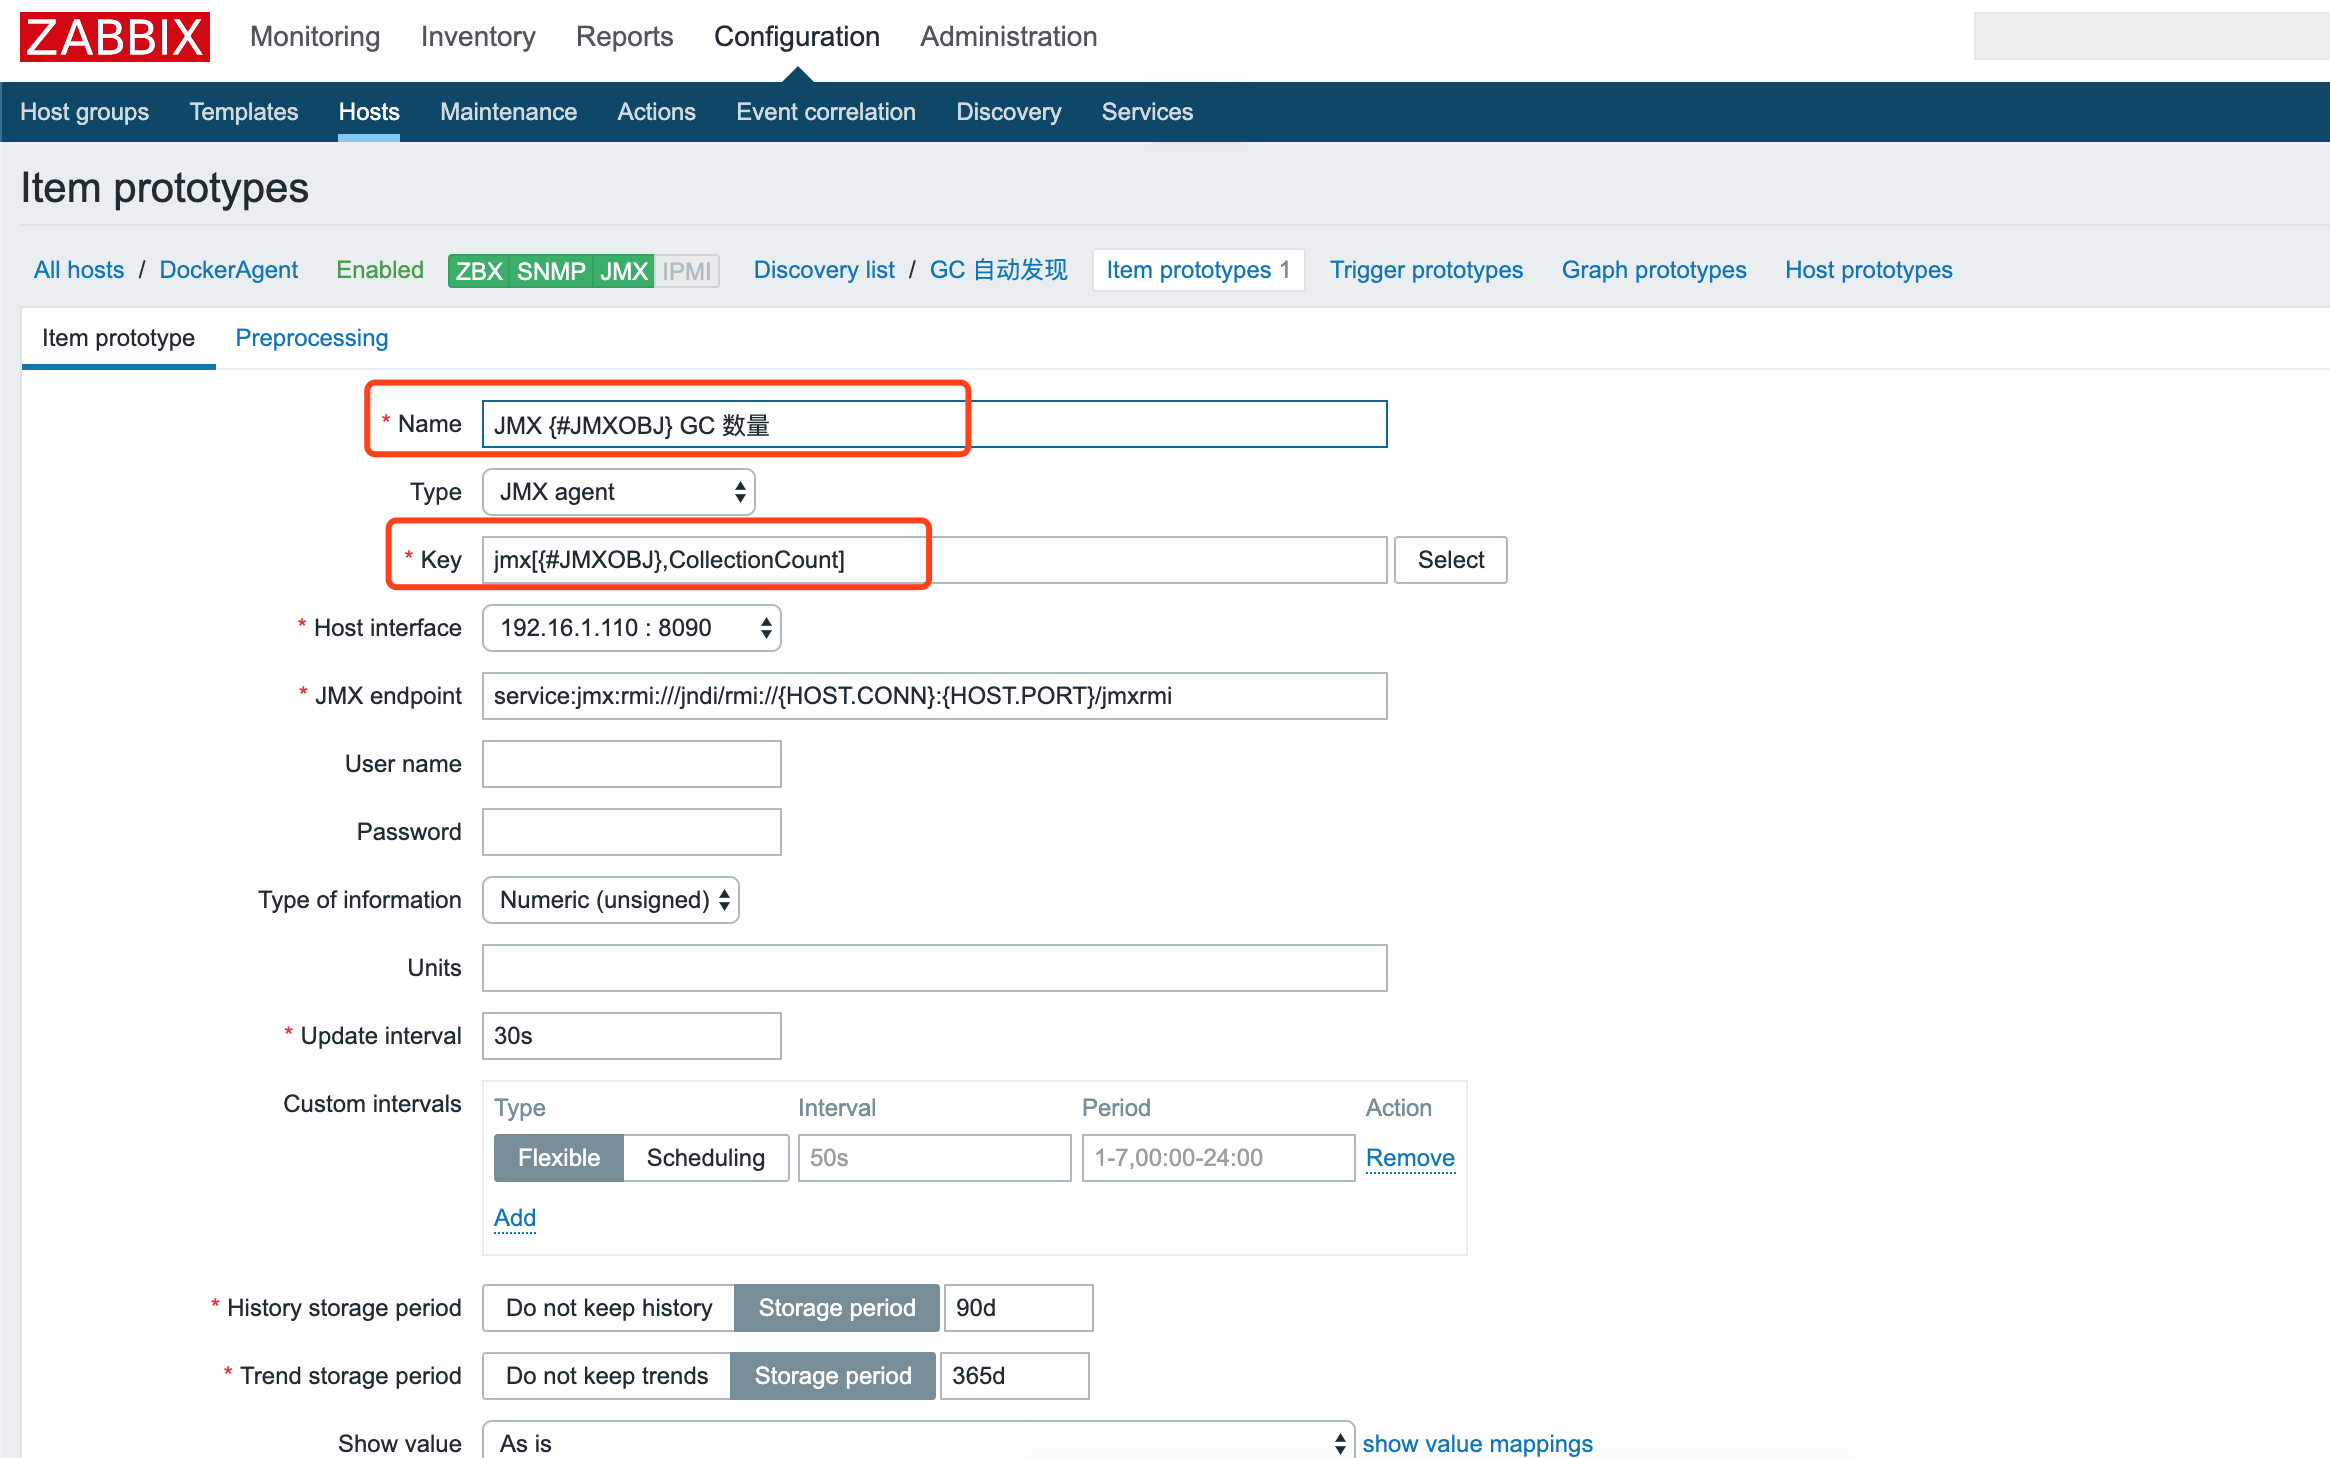 ZABBIX Monitoring Inventory Reports Configuration Administration
Host groups Templates Hosts Maintenance Actions Event correlation Discovery Services
Item prototypes
All hosts / DockerAgent Enabled ZBX SNMP JMX IPMI Discovery list / GC 自动发现 Item prototypes 1 Trigger prototypes Graph prototypes Host prototypes
Item prototype Preprocessing
* Name JMX {#JMXOBJ} GC 数量
Type JMX agent
* Key jmx[{#JMXOBJ},CollectionCount] Select
* Host interface 192.16.1.110 : 8090
* JMX endpoint service:jmx:rmi:///jndi/rmi://{HOST.CONN}:{HOST.PORT}/jmxrmi
User name
Password
Type of information Numeric (unsigned)
Units
* Update interval 30s
Custom intervals Type Interval Period Action
Flexible Scheduling 50s 1-7,00:00-24:00 Remove
Add
* History storage period Do not keep history Storage period 90d
* Trend storage period Do not keep trends Storage period 365d
Show value As is show value mappings